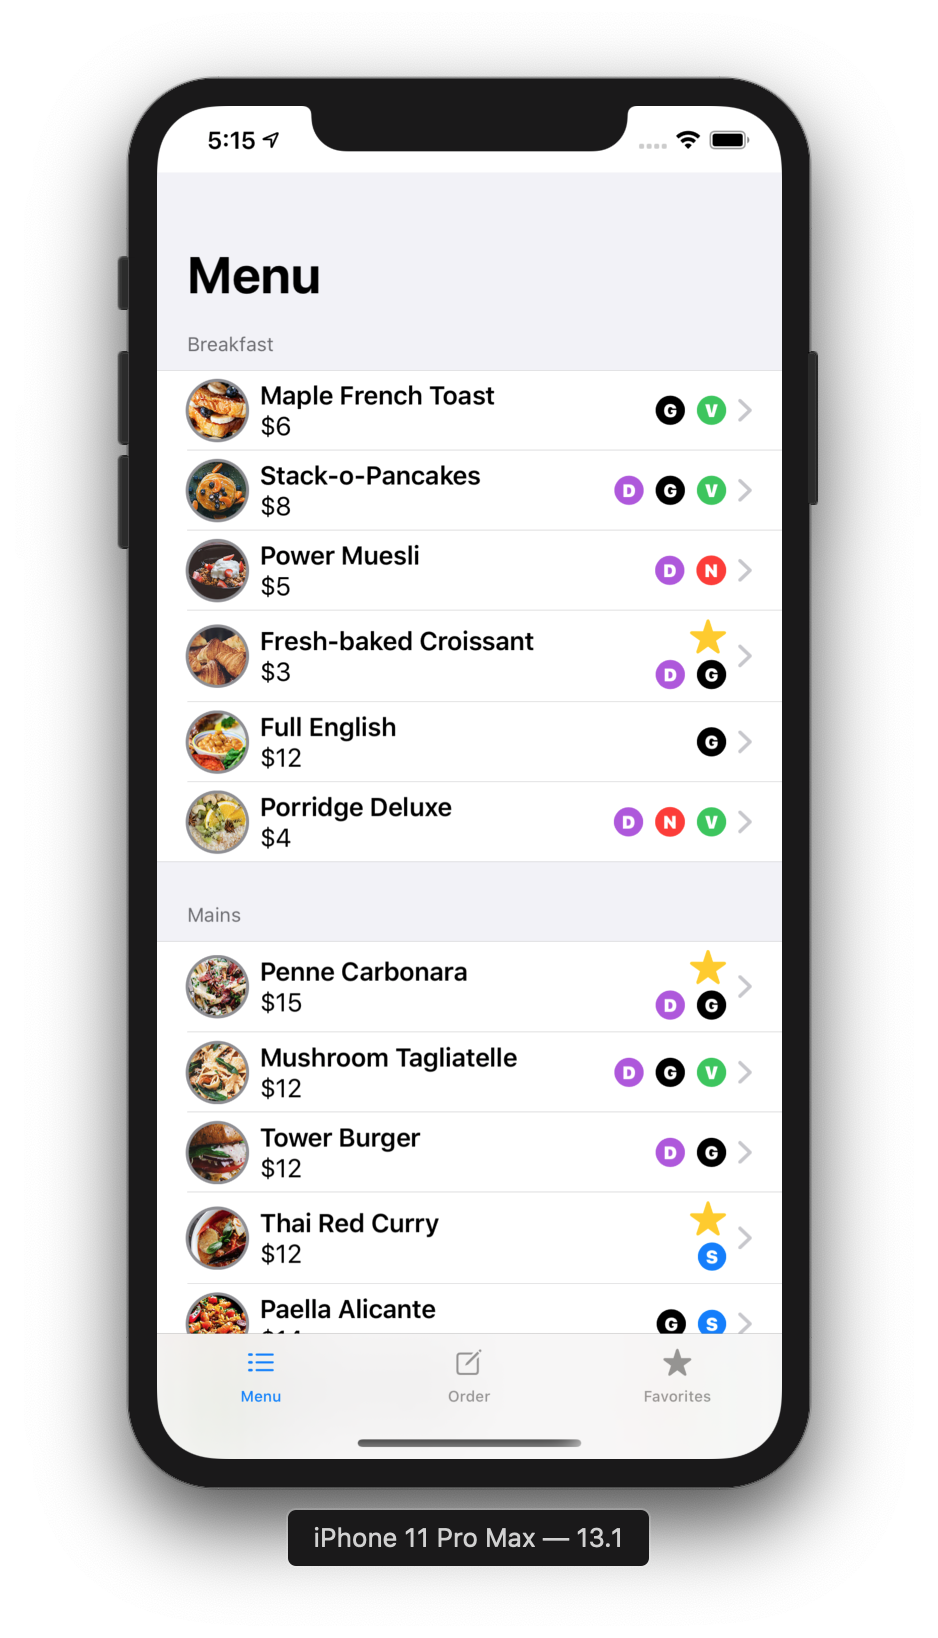 5:15
Menu
Breakfast
Maple French Toast
$6
G V
Stack-o-Pancakes
$8
D G V
Power Muesli
$5
D N
Fresh-baked Croissant
$3
D G
Full English
$12
G
Porridge Deluxe
$4
D N V
Mains
Penne Carbonara
$15
D G
Mushroom Tagliatelle
$12
D G V
Tower Burger
$12
D G
Thai Red Curry
$12
S
Paella Alicante
G S
Menu Order Favorites
iPhone 11 Pro Max — 13.1